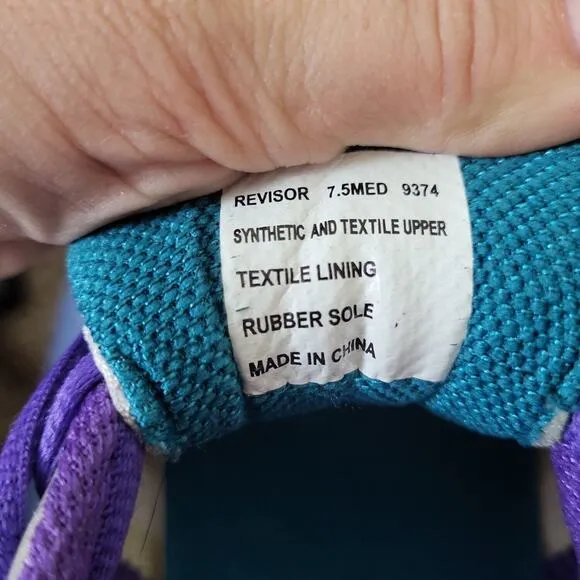 REVISOR 7.5MED 9374
SYNTHETIC AND TEXTILE UPPER
TEXTILE LINING
RUBBER SOLE
MADE IN CHINA